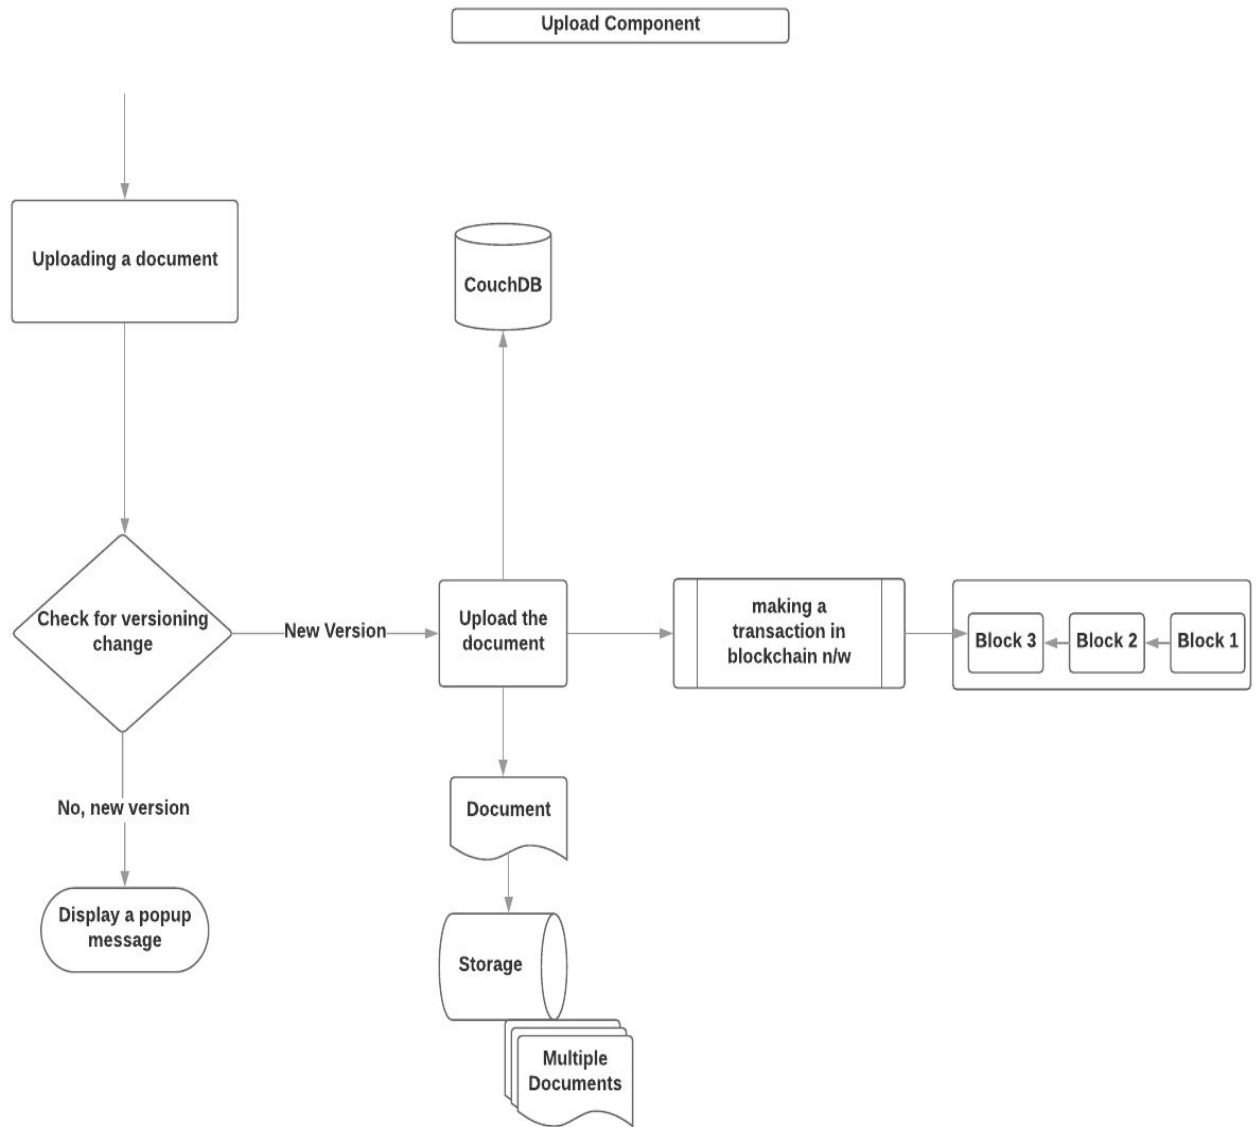 Upload Component
Uploading a document
CouchDB
Check for versioning
change
New Version
Upload the
document
making a
transaction in
blockchain n/w
Block 3
Block 2
Block 1
No, new version
Document
Display a popup
message
Storage
Multiple
Documents